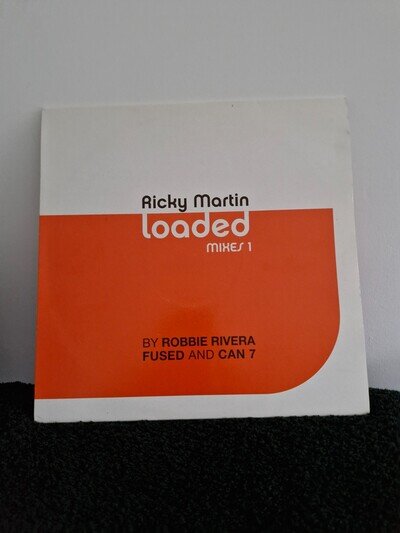 Ricky Martin
loaded
mixes 1
BY ROBBIE RIVERA
FUSED AND CAN 7